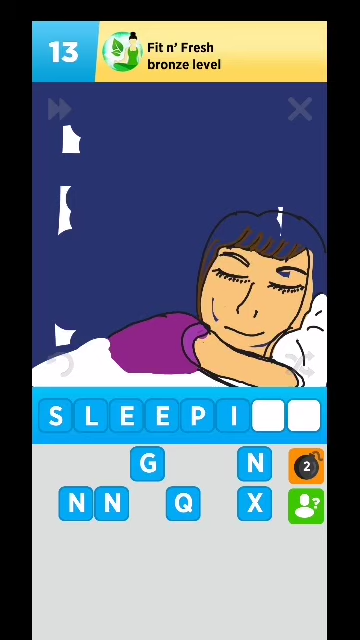 13
Fit n' Fresh
bronze level
S L E E P I
G N 2
N N Q X ?